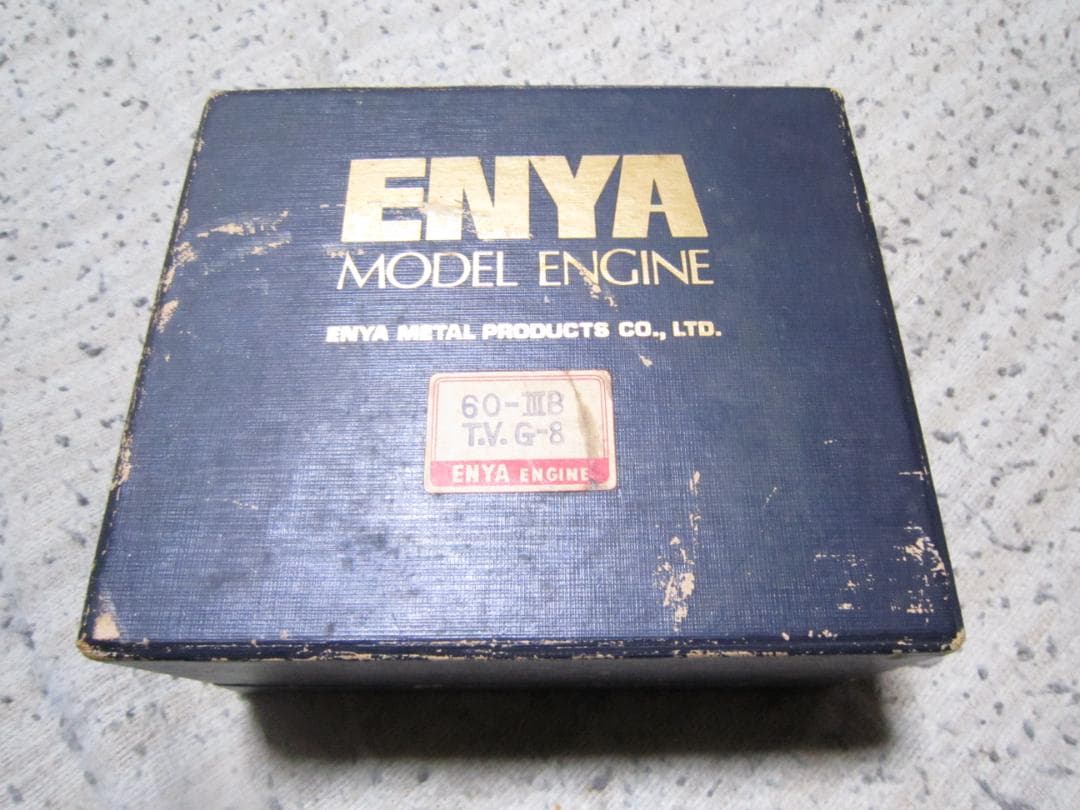 ENYA
MODEL ENGINE
ENYA METAL PRODUCTS CO., LTD.
60-ⅢB
T.V. G-8
ENYA ENGINE